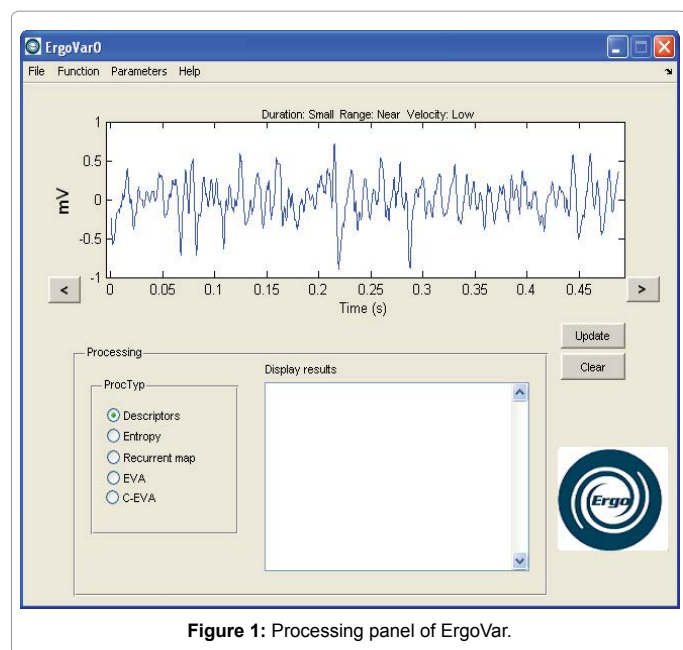 ErgoVar0
File Function Parameters Help
Duration: Small Range: Near Velocity: Low
1
0.5
0
-0.5
-1
mV
0 0.05 0.1 0.15 0.2 0.25 0.3 0.35 0.4 0.45
Time (s)
< >
Update
Clear
Processing
ProcTyp
Descriptors
Entropy
Recurrent map
EVA
C-EVA
Display results
Ergo
Figure 1: Processing panel of ErgoVar.